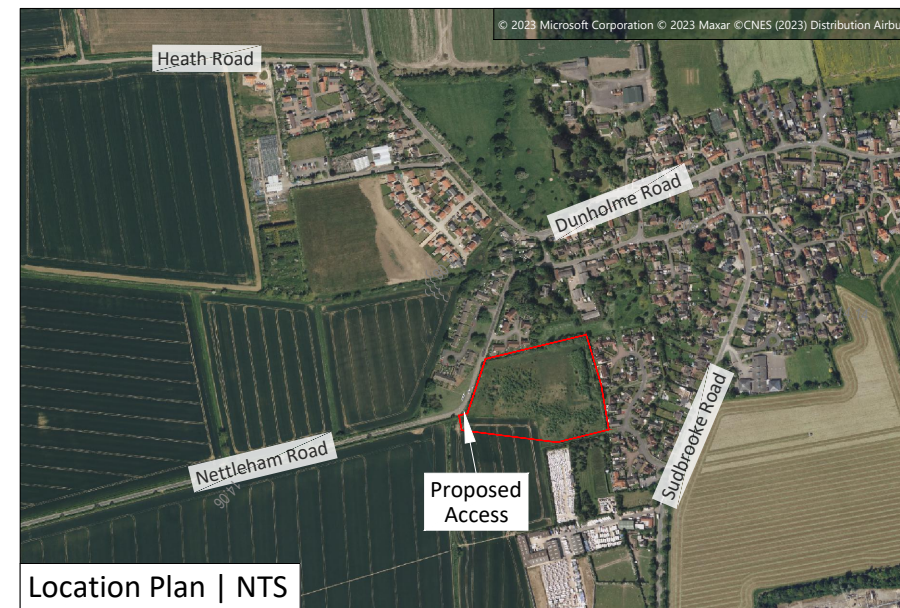 © 2023 Microsoft Corporation © 2023 Maxar ©CNES (2023) Distribution Airbu
Heath Road
Dunholme Road
Sudbrooke Road
Nettleham Road
Proposed
Access
Location Plan | NTS